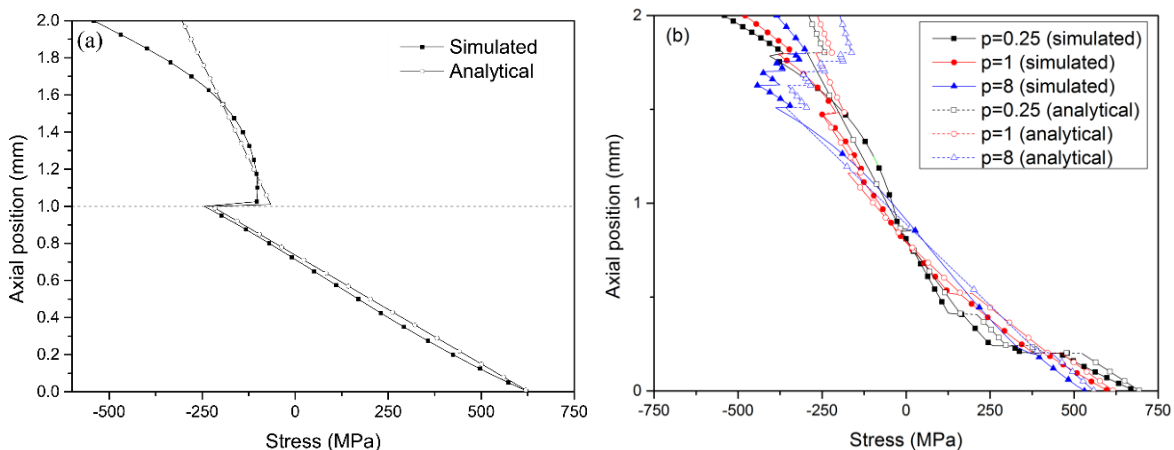 (a)
Simulated
Analytical
2.0
1.8
1.6
1.4
1.2
1.0
0.8
0.6
0.4
0.2
0.0
Axial position (mm)
-500
-250
0
250
500
750
Stress (MPa)
(b)
p=0.25 (simulated)
p=1 (simulated)
p=8 (simulated)
p=0.25 (analytical)
p=1 (analytical)
p=8 (analytical)
2
1
0
Axial position (mm)
-750
-500
-250
0
250
500
750
Stress (MPa)